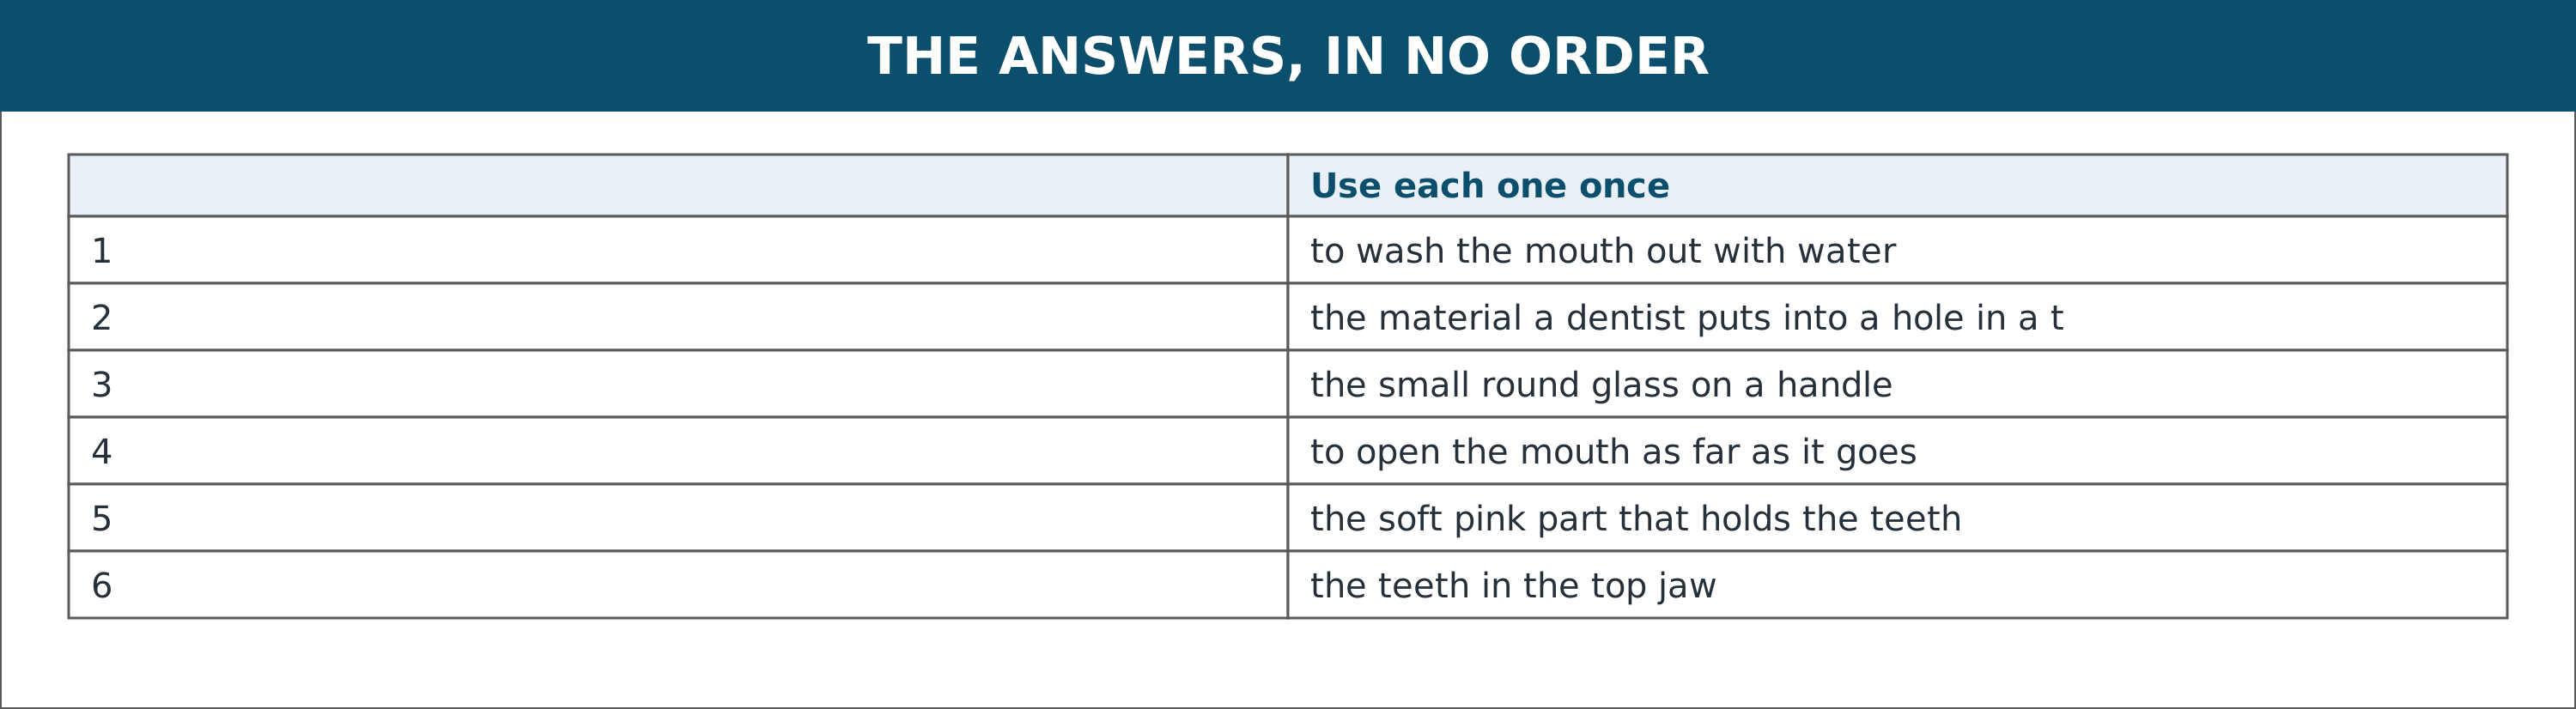 THE ANSWERS, IN NO ORDER
Use each one once
1 to wash the mouth out with water
2 the material a dentist puts into a hole in a t
3 the small round glass on a handle
4 to open the mouth as far as it goes
5 the soft pink part that holds the teeth
6 the teeth in the top jaw